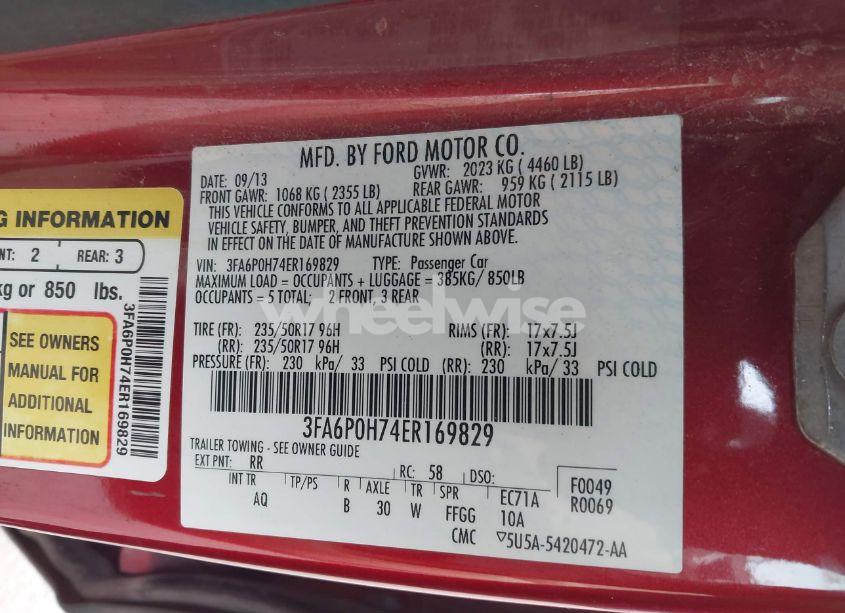 MFD. BY FORD MOTOR CO.
DATE: 09/13 GVWR: 2023 KG ( 4460 LB)
FRONT GAWR: 1068 KG ( 2355 LB) REAR GAWR: 959 KG ( 2115 LB)
THIS VEHICLE CONFORMS TO ALL APPLICABLE FEDERAL MOTOR
VEHICLE SAFETY, BUMPER, AND THEFT PREVENTION STANDARDS
IN EFFECT ON THE DATE OF MANUFACTURE SHOWN ABOVE.
VIN: 3FA6P0H74ER169829 TYPE: Passenger Car
MAXIMUM LOAD = OCCUPANTS + LUGGAGE = 385KG/ 850LB
OCCUPANTS = 5 TOTAL; 2 FRONT, 3 REAR
wheelwise
TIRE (FR): 235/50R17 96H RIMS (FR): 17x7.5J
(RR): 235/50R17 96H (RR): 17x7.5J
PRESSURE (FR): 230 kPa/ 33 PSI COLD (RR): 230 kPa/ 33 PSI COLD
3FA6P0H74ER169829
TRAILER TOWING - SEE OWNER GUIDE
EXT PNT: RR RC: 58 DSO:
INT TR TP/PS R AXLE TR SPR EC71A F0049
AQ B 30 W FFGG 10A R0069
CMC ▽5U5A-5420472-AA
G INFORMATION
NT: 2 REAR: 3
kg or 850 lbs.
SEE OWNERS
MANUAL FOR
ADDITIONAL
INFORMATION
3FA6P0H74ER169829